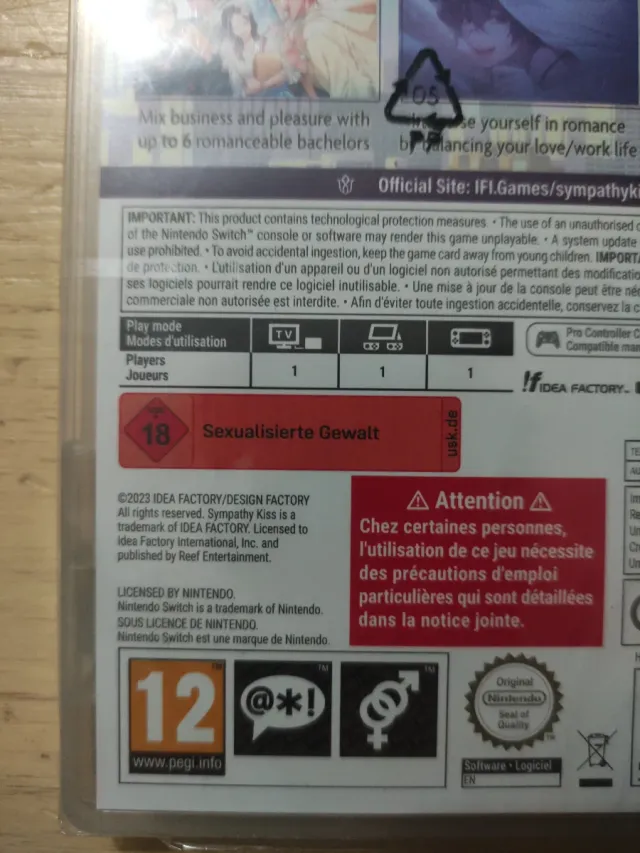 Mix business and pleasure with
up to 6 romanceable bachelors
05
se yourself in romance
by balancing your love/work life
Official Site: IFI.Games/sympathyki
IMPORTANT: This product contains technological protection measures. • The use of an unauthorised
of the Nintendo Switch™ console or software may render this game unplayable. • A system update
use prohibited. • To avoid accidental ingestion, keep the game card away from young children. IMPORTA
de protection. • L'utilisation d'un appareil ou d'un logiciel non autorisé permettant des modificatio
ses logiciels pourrait rendre ce logiciel inutilisable. • Une mise à jour de la console peut être né
commerciale non autorisée est interdite. • Afin d'éviter toute ingestion accidentelle, conservez la c
Play mode
Modes d'utilisation
TV
Players
Joueurs
1
1
1
Pro Controller C
Compatible man
IDEA FACTORY™
18
Sexualisierte Gewalt
usk.de
©2023 IDEA FACTORY/DESIGN FACTORY
All rights reserved. Sympathy Kiss is a
trademark of IDEA FACTORY. Licensed to
Idea Factory International, Inc. and
published by Reef Entertainment.
LICENSED BY NINTENDO.
Nintendo Switch is a trademark of Nintendo.
SOUS LICENCE DE NINTENDO.
Nintendo Switch est une marque de Nintendo.
Attention
Chez certaines personnes,
l'utilisation de ce jeu nécessite
des précautions d'emploi
particulières qui sont détaillées
dans la notice jointe.
12
www.pegi.info
@*!
Original
Nintendo
Seal of
Quality
Software • Logiciel
EN